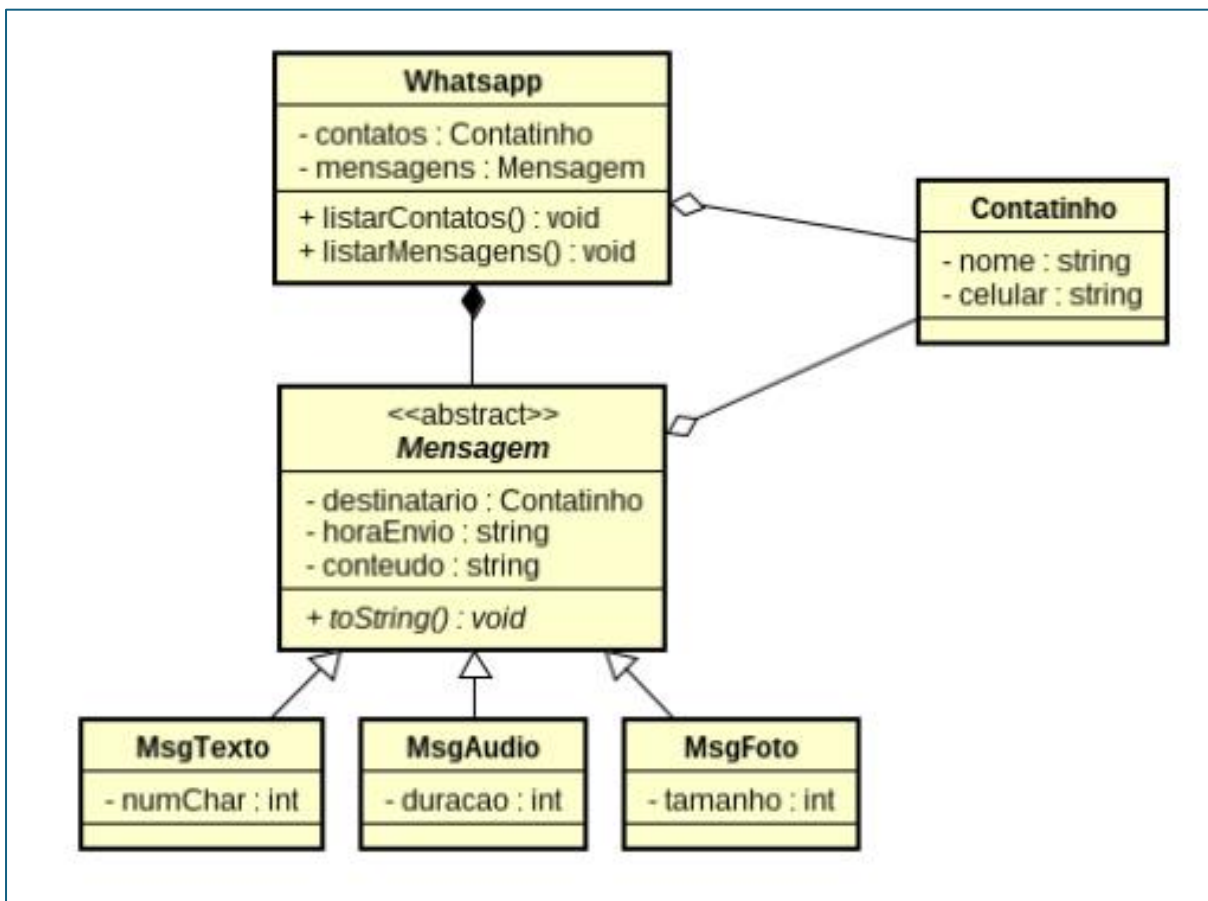 Whatsapp
- contatos : Contatinho
- mensagens : Mensagem
+ listarContatos() : void
+ listarMensagens() : void
Contatinho
- nome : string
- celular : string
<<abstract>>
Mensagem
- destinatario : Contatinho
- horaEnvio : string
- conteudo : string
+ toString() : void
MsgTexto
- numChar : int
MsgAudio
- duracao : int
MsgFoto
- tamanho : int